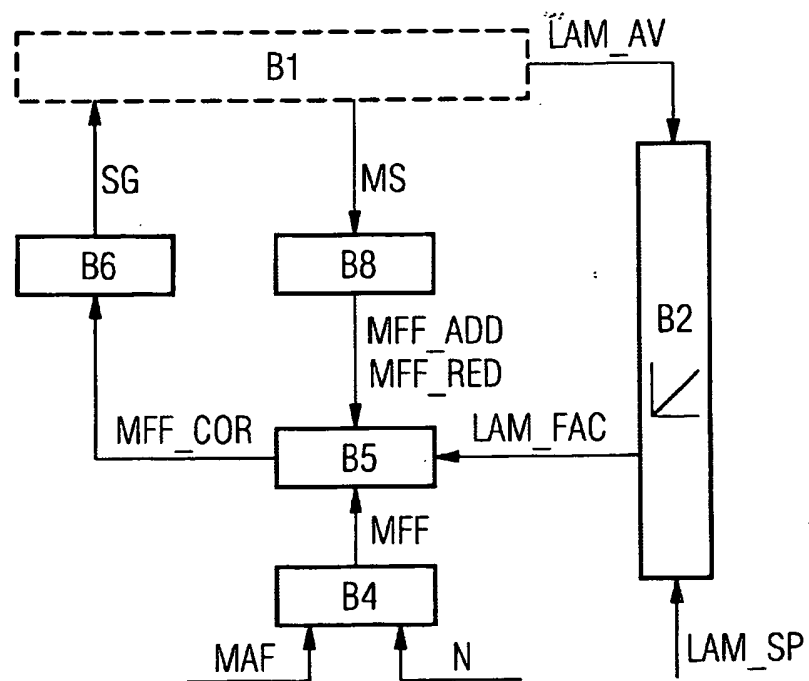 LAM_AV
B1
SG
MS
B6
B8
B2
MFF_ADD
MFF_RED
MFF_COR
LAM_FAC
B5
MFF
B4
MAF
N
LAM_SP